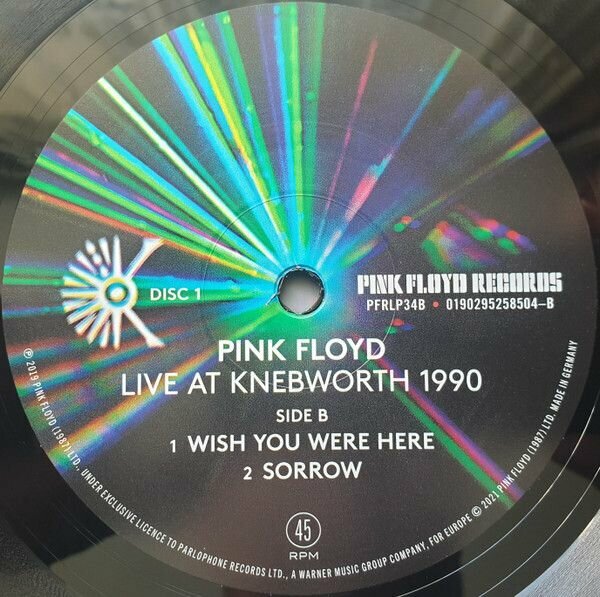 DISC 1
PINK FLOYD RECORDS
PFRLP34B • 0190295258504-B
PINK FLOYD
LIVE AT KNEBWORTH 1990
SIDE B
1 WISH YOU WERE HERE
2 SORROW
45
RPM
℗ 2019 PINK FLOYD (1987) LTD., UNDER EXCLUSIVE LICENCE TO PARLOPHONE RECORDS LTD., A WARNER MUSIC GROUP COMPANY, FOR EUROPE © 2021 PINK FLOYD (1987) LTD. MADE IN GERMANY